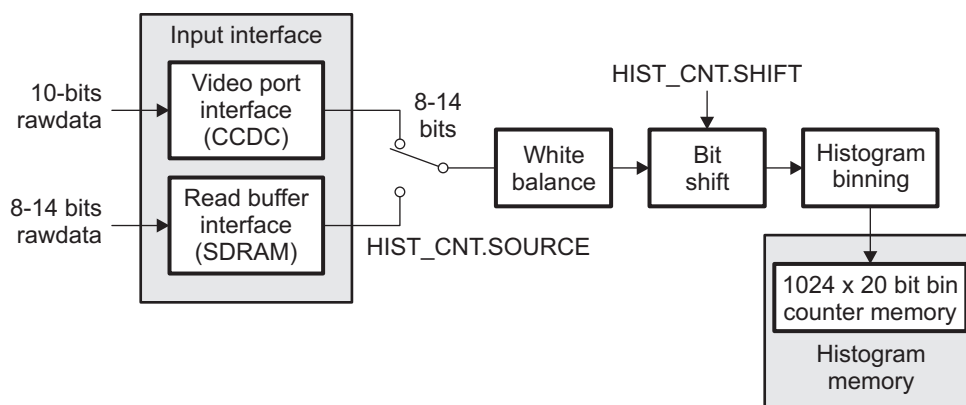 Input interface
10-bits
rawdata
Video port
interface
(CCDC)
8-14
bits
HIST_CNT.SHIFT
White
balance
Bit
shift
Histogram
binning
8-14 bits
rawdata
Read buffer
interface
(SDRAM)
HIST_CNT.SOURCE
1024 x 20 bit bin
counter memory
Histogram
memory